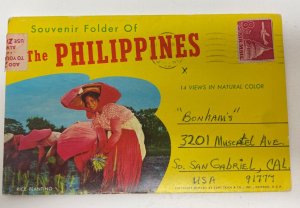 Souvenir Folder Of
The PHILIPPINES
x
14 VIEWS IN NATURAL COLOR
"Bonham's"
3201 Muscatel Ave.
So. San Gabriel, Cal
USA 91777
RICE PLANTING